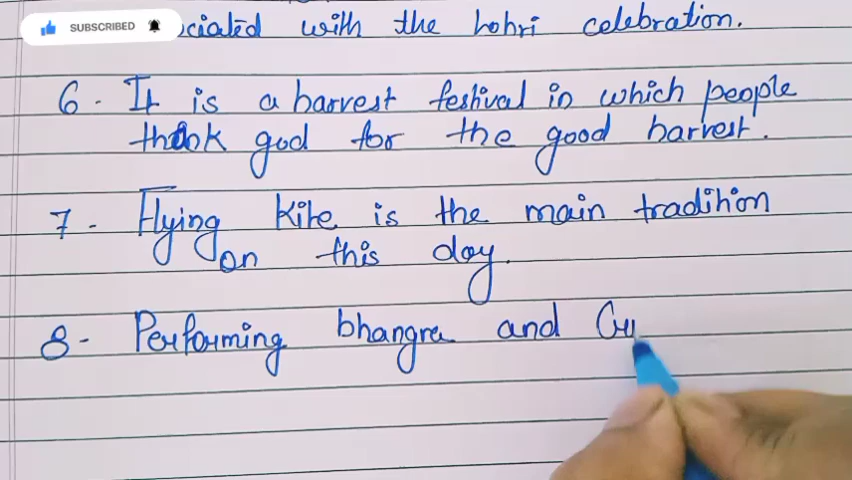 SUBSCRIBED
ciated with the Lohri celebration.
6. It is a harvest festival in which people
thank god for the good harvest.
7 - Flying kite is the main tradition
on this day.
8 - Performing bhangra and Gi